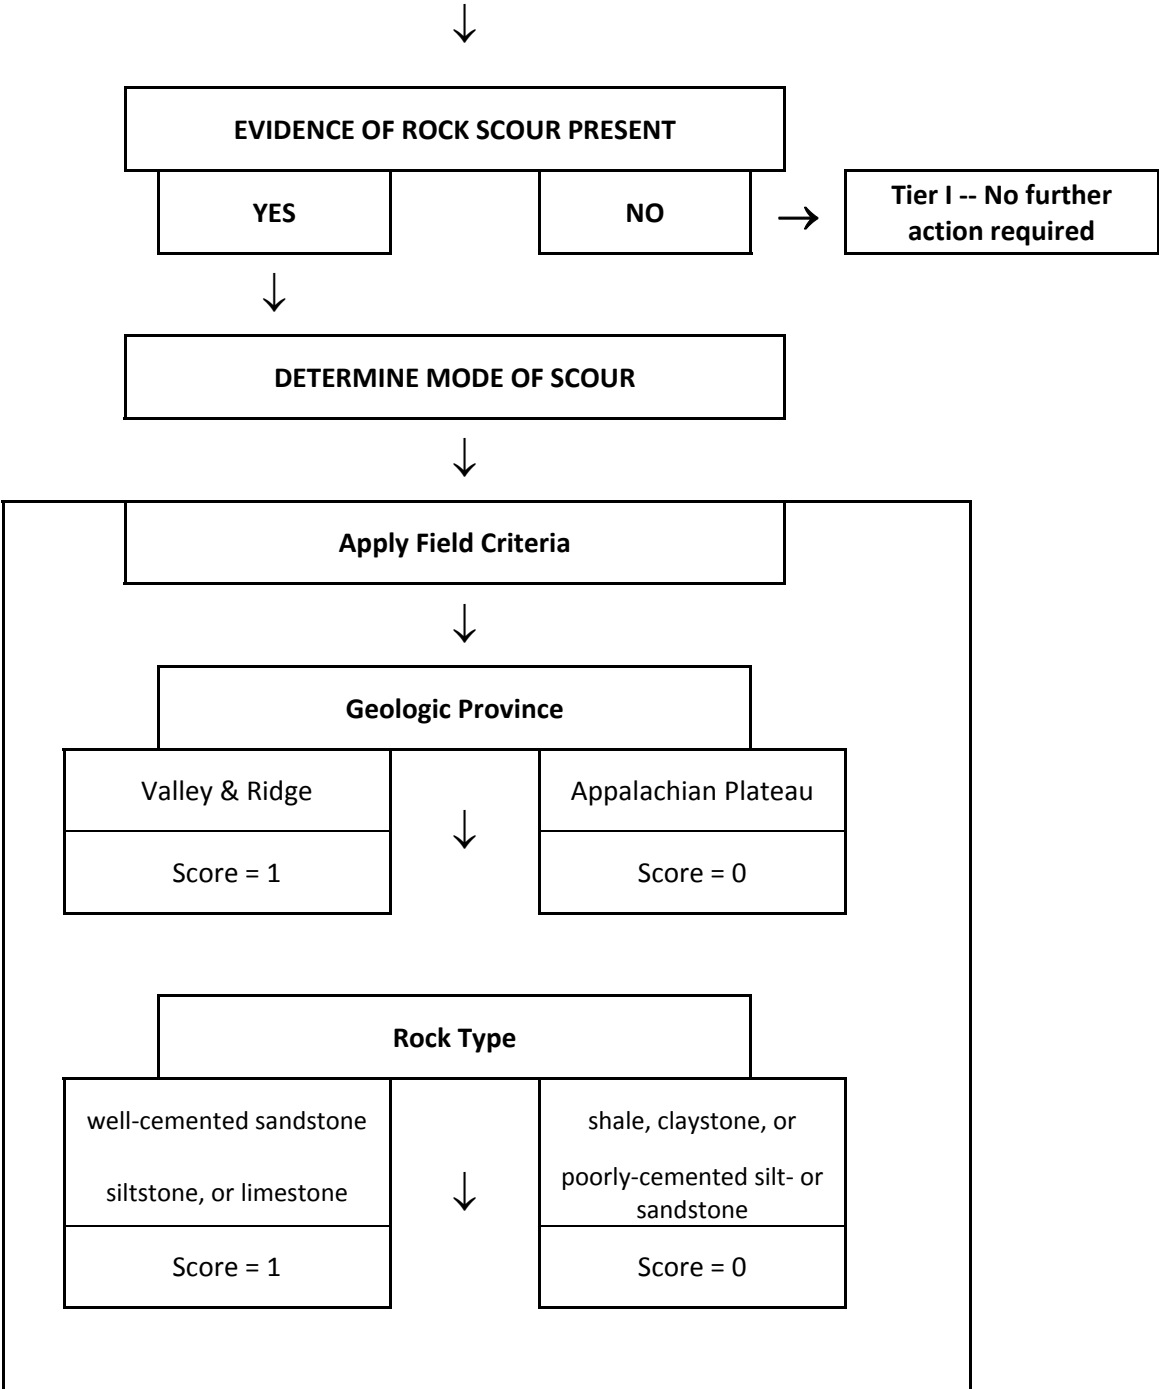 ↓
EVIDENCE OF ROCK SCOUR PRESENT
YES
NO
→
Tier I -- No further
action required
↓
DETERMINE MODE OF SCOUR
↓
Apply Field Criteria
↓
Geologic Province
Valley & Ridge
↓
Appalachian Plateau
Score = 1
Score = 0
Rock Type
well-cemented sandstone
siltstone, or limestone
↓
shale, claystone, or
poorly-cemented silt- or
sandstone
Score = 1
Score = 0